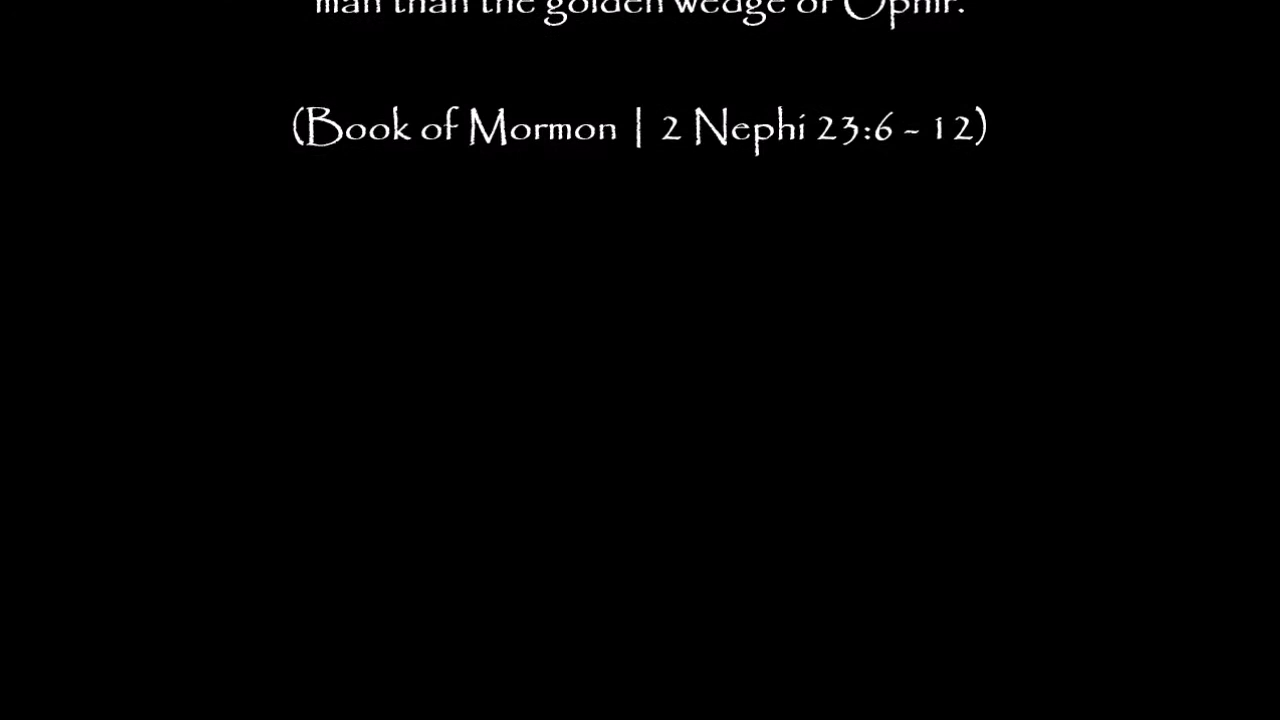 man than the golden wedge of Ophir.
(Book of Mormon | 2 Nephi 23:6 - 12)